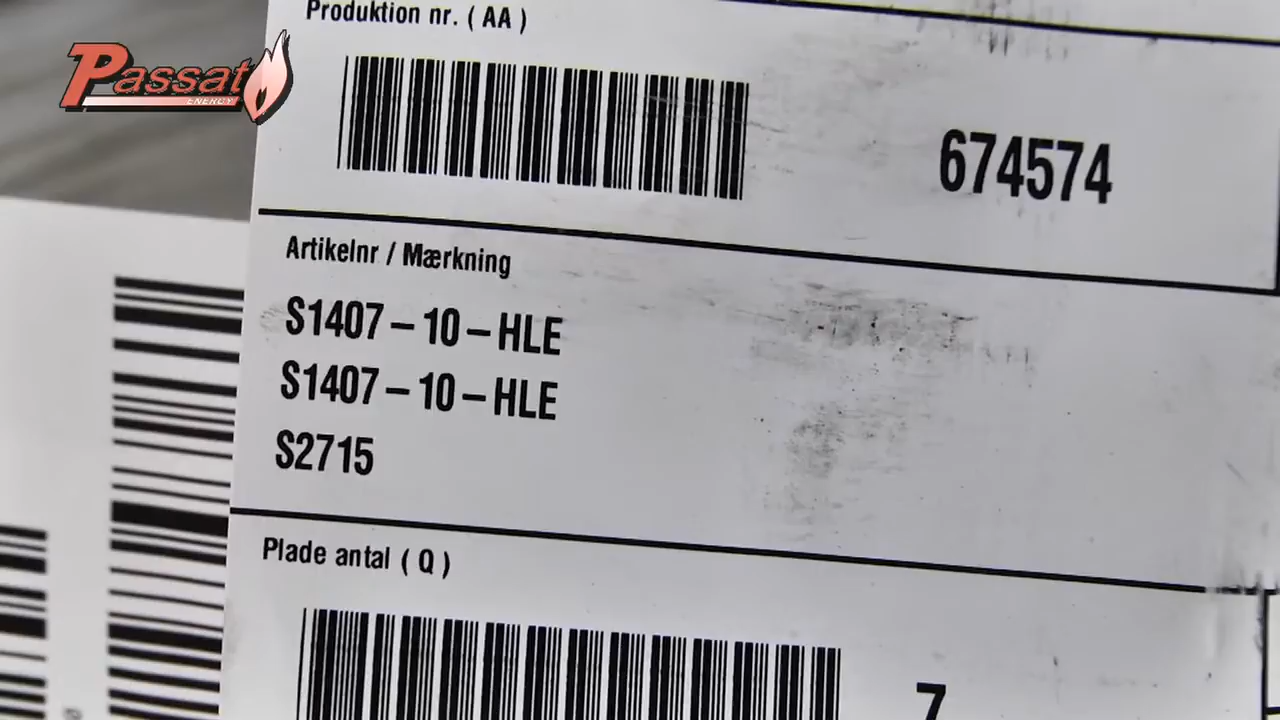 Produktion nr. ( AA )
Passat
ENERGY
674574
Artikelnr / Mærkning
S1407 – 10 – HLE
S1407 – 10 – HLE
S2715
Plade antal ( Q )
7